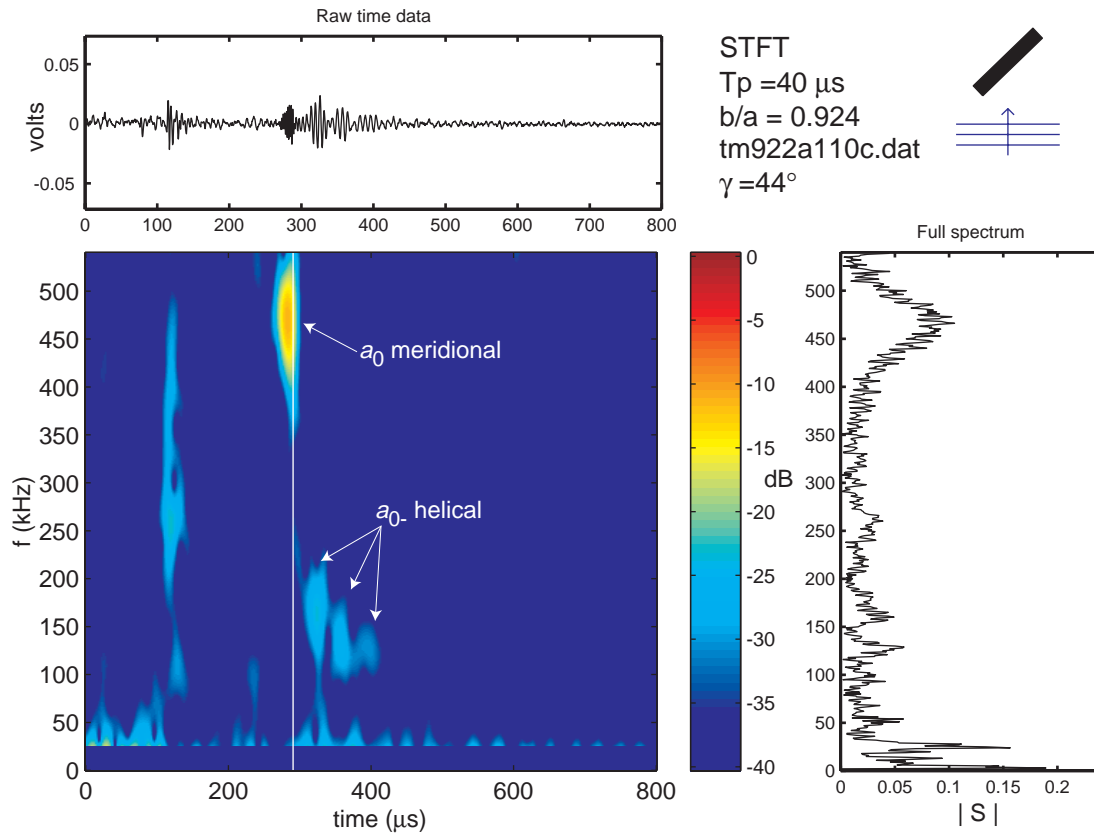 Raw time data
volts
0.05
0
-0.05
0 100 200 300 400 500 600 700 800
STFT
Tp =40 μs
b/a = 0.924
tm922a110c.dat
γ =44°
f (kHz)
500
450
400
350
300
250
200
150
100
50
0
a0 meridional
a0- helical
0 200 400 600 800
time (μs)
0
-5
-10
-15
dB
-20
-25
-30
-35
-40
Full spectrum
500
450
400
350
300
250
200
150
100
50
0
0 0.05 0.1 0.15 0.2
| S |